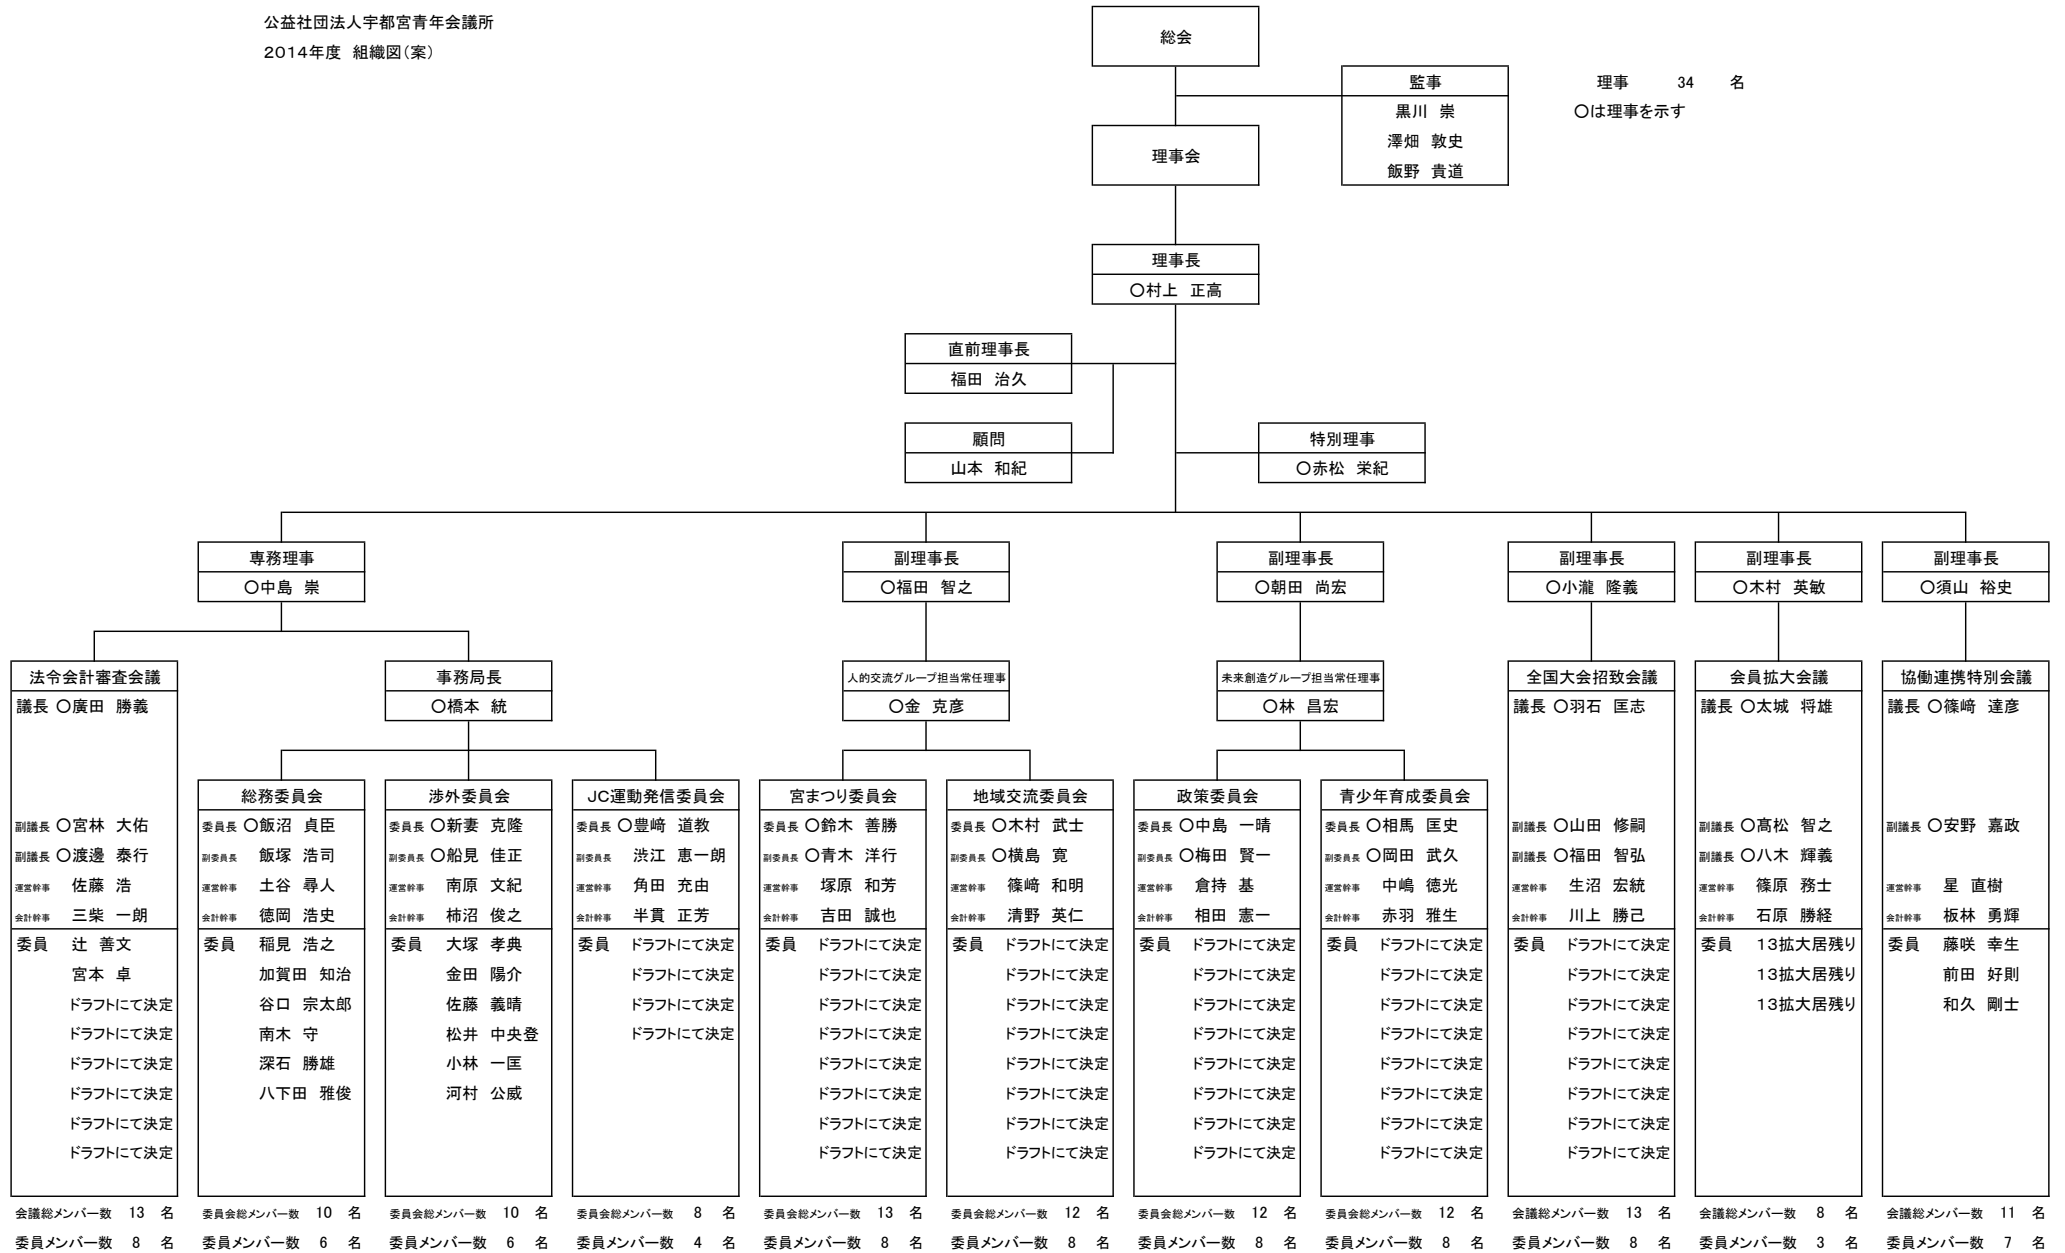 公益社団法人宇都宮青年会議所
2014年度 組織図(案)
総会
監事
黒川 崇
澤畑 敦史
飯野 貴道
理事 34 名
〇は理事を示す
理事会
理事長
〇村上 正高
直前理事長
福田 治久
顧問
山本 和紀
特別理事
〇赤松 栄紀
専務理事
〇中島 崇
副理事長
〇福田 智之
副理事長
〇朝田 尚宏
副理事長
〇小瀧 隆義
副理事長
〇木村 英敏
副理事長
〇須山 裕史
法令会計審査会議
議長 〇廣田 勝義
副議長 〇宮林 大佑
副議長 〇渡邊 泰行
運営幹事 佐藤 浩
会計幹事 三柴 一朗
委員 辻 善文
宮本 卓
ドラフトにて決定
ドラフトにて決定
ドラフトにて決定
ドラフトにて決定
ドラフトにて決定
ドラフトにて決定
会議総メンバー数 13 名
委員メンバー数 8 名
事務局長
〇橋本 統
総務委員会
委員長 〇飯沼 貞臣
副委員長 飯塚 浩司
運営幹事 土谷 尋人
会計幹事 徳岡 浩史
委員 稲見 浩之
加賀田 知治
谷口 宗太郎
南木 守
深石 勝雄
八下田 雅俊
委員会総メンバー数 10 名
委員メンバー数 6 名
渉外委員会
委員長 〇新妻 克隆
副委員長 〇船見 佳正
運営幹事 南原 文紀
会計幹事 柿沼 俊之
委員 大塚 孝典
金田 陽介
佐藤 義晴
松井 中央登
小林 一匡
河村 公威
委員会総メンバー数 10 名
委員メンバー数 6 名
JC運動発信委員会
委員長 〇豊﨑 道教
副委員長 渋江 恵一朗
運営幹事 角田 充由
会計幹事 半貫 正芳
委員 ドラフトにて決定
ドラフトにて決定
ドラフトにて決定
ドラフトにて決定
委員会総メンバー数 8 名
委員メンバー数 4 名
人的交流グループ担当常任理事
〇金 克彦
宮まつり委員会
委員長 〇鈴木 善勝
副委員長 〇青木 洋行
運営幹事 塚原 和芳
会計幹事 吉田 誠也
委員 ドラフトにて決定
ドラフトにて決定
ドラフトにて決定
ドラフトにて決定
ドラフトにて決定
ドラフトにて決定
ドラフトにて決定
ドラフトにて決定
委員会総メンバー数 13 名
委員メンバー数 8 名
地域交流委員会
委員長 〇木村 武士
副委員長 〇横島 寛
運営幹事 篠﨑 和明
会計幹事 清野 英仁
委員 ドラフトにて決定
ドラフトにて決定
ドラフトにて決定
ドラフトにて決定
ドラフトにて決定
ドラフトにて決定
ドラフトにて決定
ドラフトにて決定
委員会総メンバー数 12 名
委員メンバー数 8 名
未来創造グループ担当常任理事
〇林 昌宏
政策委員会
委員長 〇中島 一晴
副委員長 〇梅田 賢一
運営幹事 倉持 基
会計幹事 相田 憲一
委員 ドラフトにて決定
ドラフトにて決定
ドラフトにて決定
ドラフトにて決定
ドラフトにて決定
ドラフトにて決定
ドラフトにて決定
ドラフトにて決定
委員会総メンバー数 12 名
委員メンバー数 8 名
青少年育成委員会
委員長 〇相馬 匡史
副委員長 〇岡田 武久
運営幹事 中嶋 徳光
会計幹事 赤羽 雅生
委員 ドラフトにて決定
ドラフトにて決定
ドラフトにて決定
ドラフトにて決定
ドラフトにて決定
ドラフトにて決定
ドラフトにて決定
ドラフトにて決定
委員会総メンバー数 12 名
委員メンバー数 8 名
全国大会招致会議
議長 〇羽石 匡志
副議長 〇山田 修嗣
副議長 〇福田 智弘
運営幹事 生沼 宏統
会計幹事 川上 勝己
委員 ドラフトにて決定
ドラフトにて決定
ドラフトにて決定
ドラフトにて決定
ドラフトにて決定
ドラフトにて決定
ドラフトにて決定
ドラフトにて決定
会議総メンバー数 13 名
委員メンバー数 8 名
会員拡大会議
議長 〇太城 将雄
副議長 〇髙松 智之
副議長 〇八木 輝義
運営幹事 篠原 務士
会計幹事 石原 勝経
委員 13拡大居残り
13拡大居残り
13拡大居残り
会議総メンバー数 8 名
委員メンバー数 3 名
協働連携特別会議
議長 〇篠﨑 達彦
副議長 〇安野 嘉政
運営幹事 星 直樹
会計幹事 板林 勇輝
委員 藤咲 幸生
前田 好則
和久 剛士
会議総メンバー数 11 名
委員メンバー数 7 名